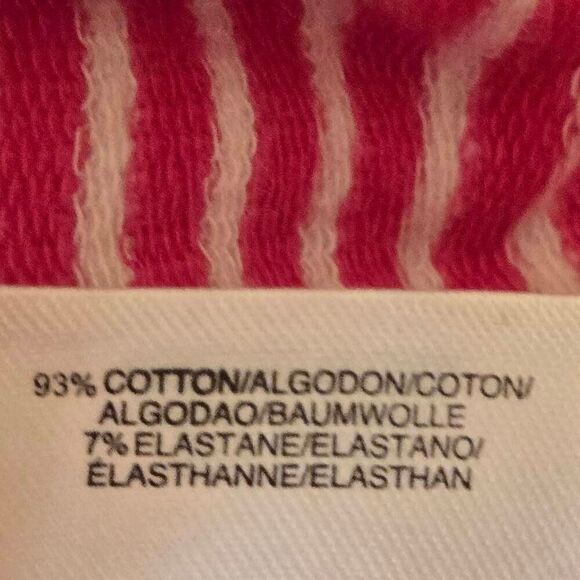 93% COTTON/ALGODON/COTON/
ALGODAO/BAUMWOLLE
7% ELASTANE/ELASTANO/
ÉLASTHANNE/ELASTHAN